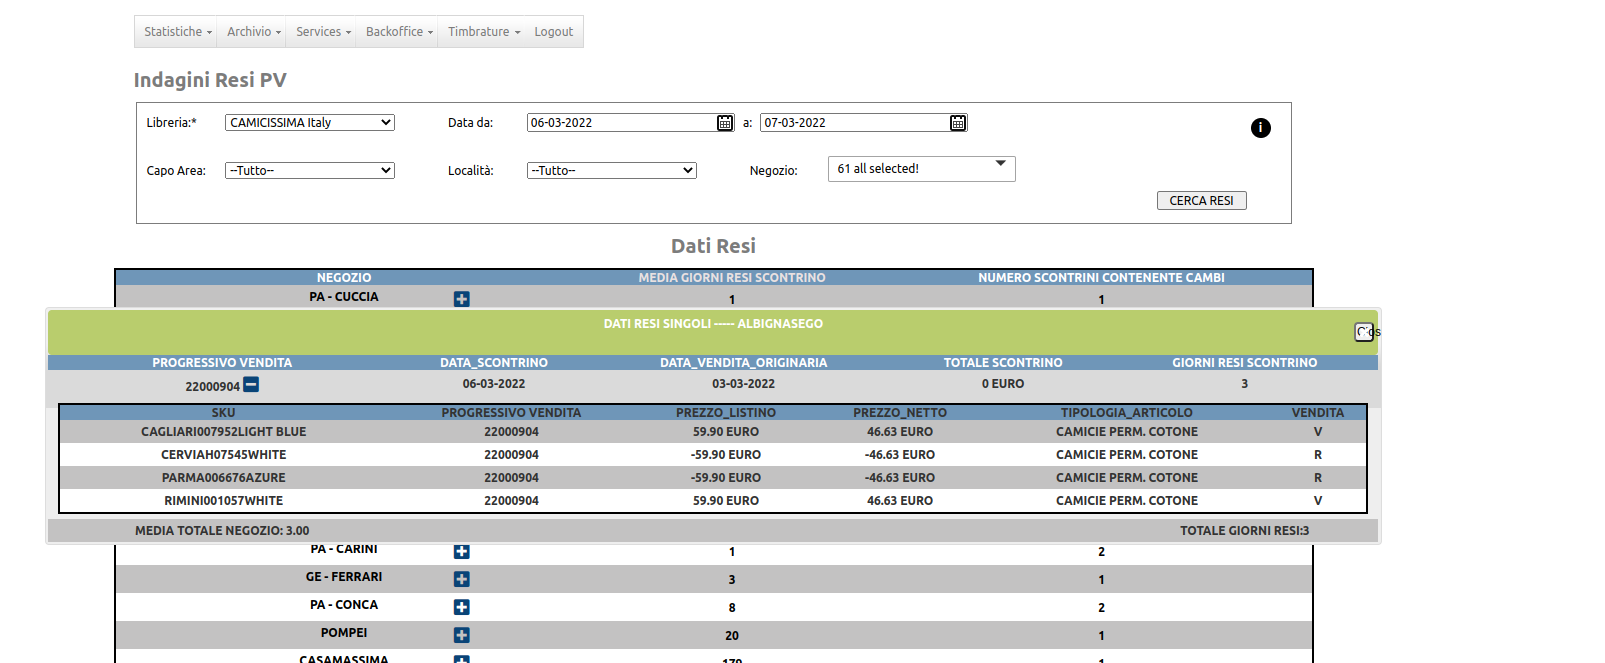 Statistiche Archivio Services Backoffice Timbrature Logout
Indagini Resi PV
Libreria:* CAMICISSIMA Italy Data da: 06-03-2022 a: 07-03-2022
Capo Area: --Tutto-- Località: --Tutto-- Negozio: 61 all selected!
CERCA RESI
Dati Resi
NEGOZIO MEDIA GIORNI RESI SCONTRINO NUMERO SCONTRINI CONTENENTE CAMBI
PA - CUCCIA 1 1
DATI RESI SINGOLI ----- ALBIGNASEGO
PROGRESSIVO VENDITA DATA_SCONTRINO DATA_VENDITA_ORIGINARIA TOTALE SCONTRINO GIORNI RESI SCONTRINO
22000904 06-03-2022 03-03-2022 0 EURO 3
SKU PROGRESSIVO VENDITA PREZZO_LISTINO PREZZO_NETTO TIPOLOGIA_ARTICOLO VENDITA
CAGLIARI007952LIGHT BLUE 22000904 59.90 EURO 46.63 EURO CAMICIE PERM. COTONE V
CERVIAH07545WHITE 22000904 -59.90 EURO -46.63 EURO CAMICIE PERM. COTONE R
PARMA006676AZURE 22000904 -59.90 EURO -46.63 EURO CAMICIE PERM. COTONE R
RIMINI001057WHITE 22000904 59.90 EURO 46.63 EURO CAMICIE PERM. COTONE V
MEDIA TOTALE NEGOZIO: 3.00 TOTALE GIORNI RESI:3
PA - CARINI 1 2
GE - FERRARI 3 1
PA - CONCA 8 2
POMPEI 20 1
CASAMASSIMA 179 1